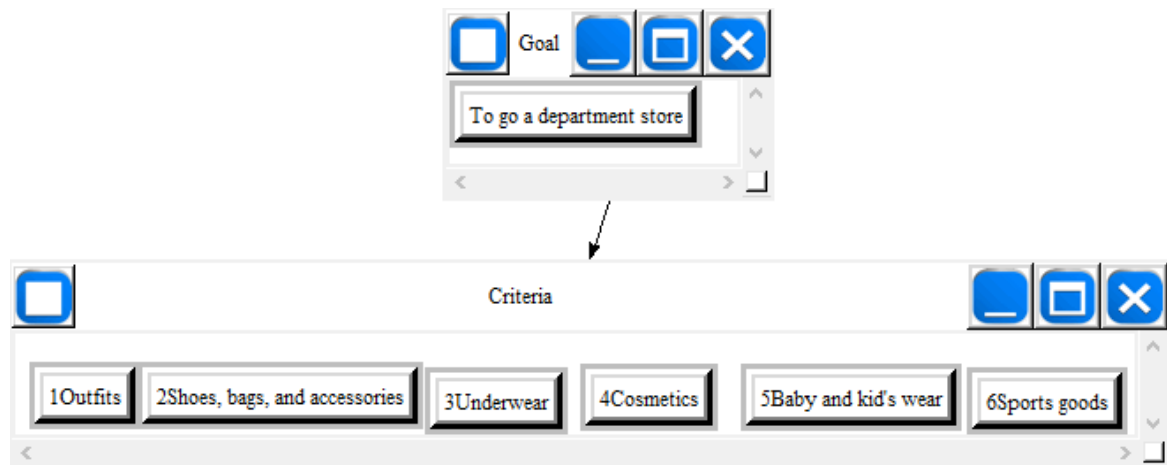 Goal
To go a department store
Criteria
1Outfits
2Shoes, bags, and accessories
3Underwear
4Cosmetics
5Baby and kid's wear
6Sports goods